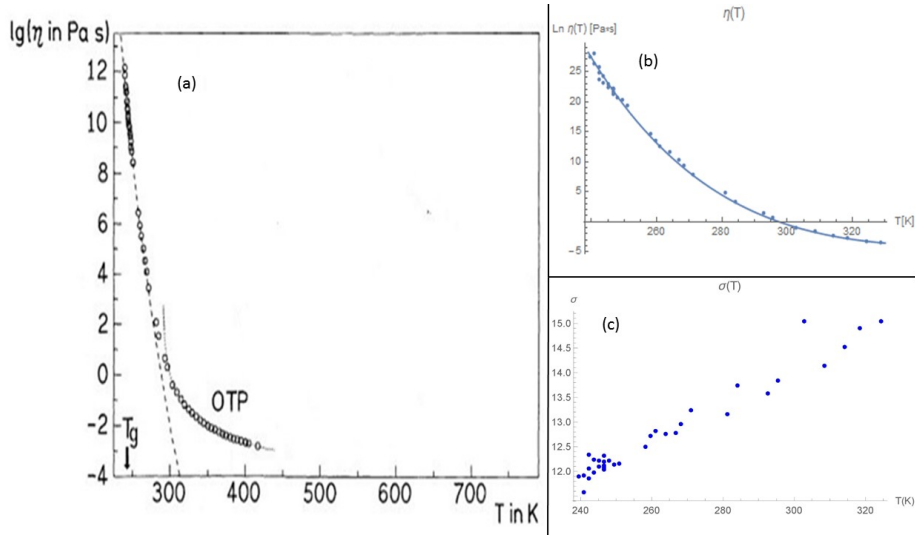 lg(η in Pa s)
(a)
12
10
8
6
4
2
0
-2
-4
OTP
Tg
300
400
500
600
700
T in K
η(T)
Ln η(T) [Pa*s]
(b)
25
20
15
10
5
-5
260
280
300
320
T[K]
σ(T)
σ
(c)
15.0
14.5
14.0
13.5
13.0
12.5
12.0
240
260
280
300
320
T(K)